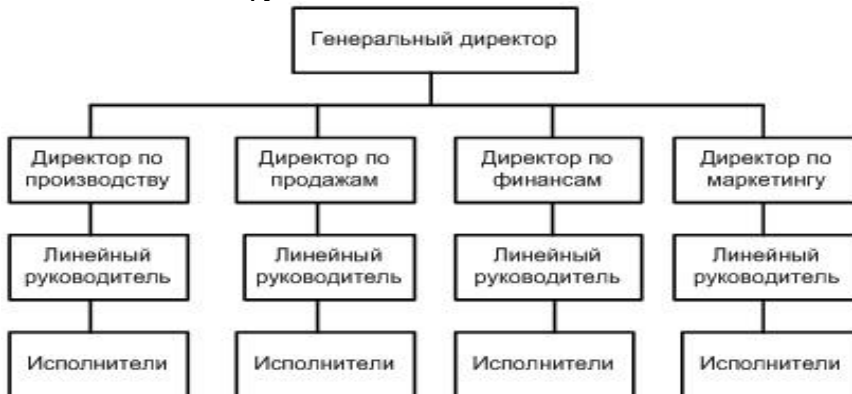 Генеральный директор
Директор по
производству
Директор по
продажам
Директор по
финансам
Директор по
маркетингу
Линейный
руководитель
Линейный
руководитель
Линейный
руководитель
Линейный
руководитель
Исполнители
Исполнители
Исполнители
Исполнители